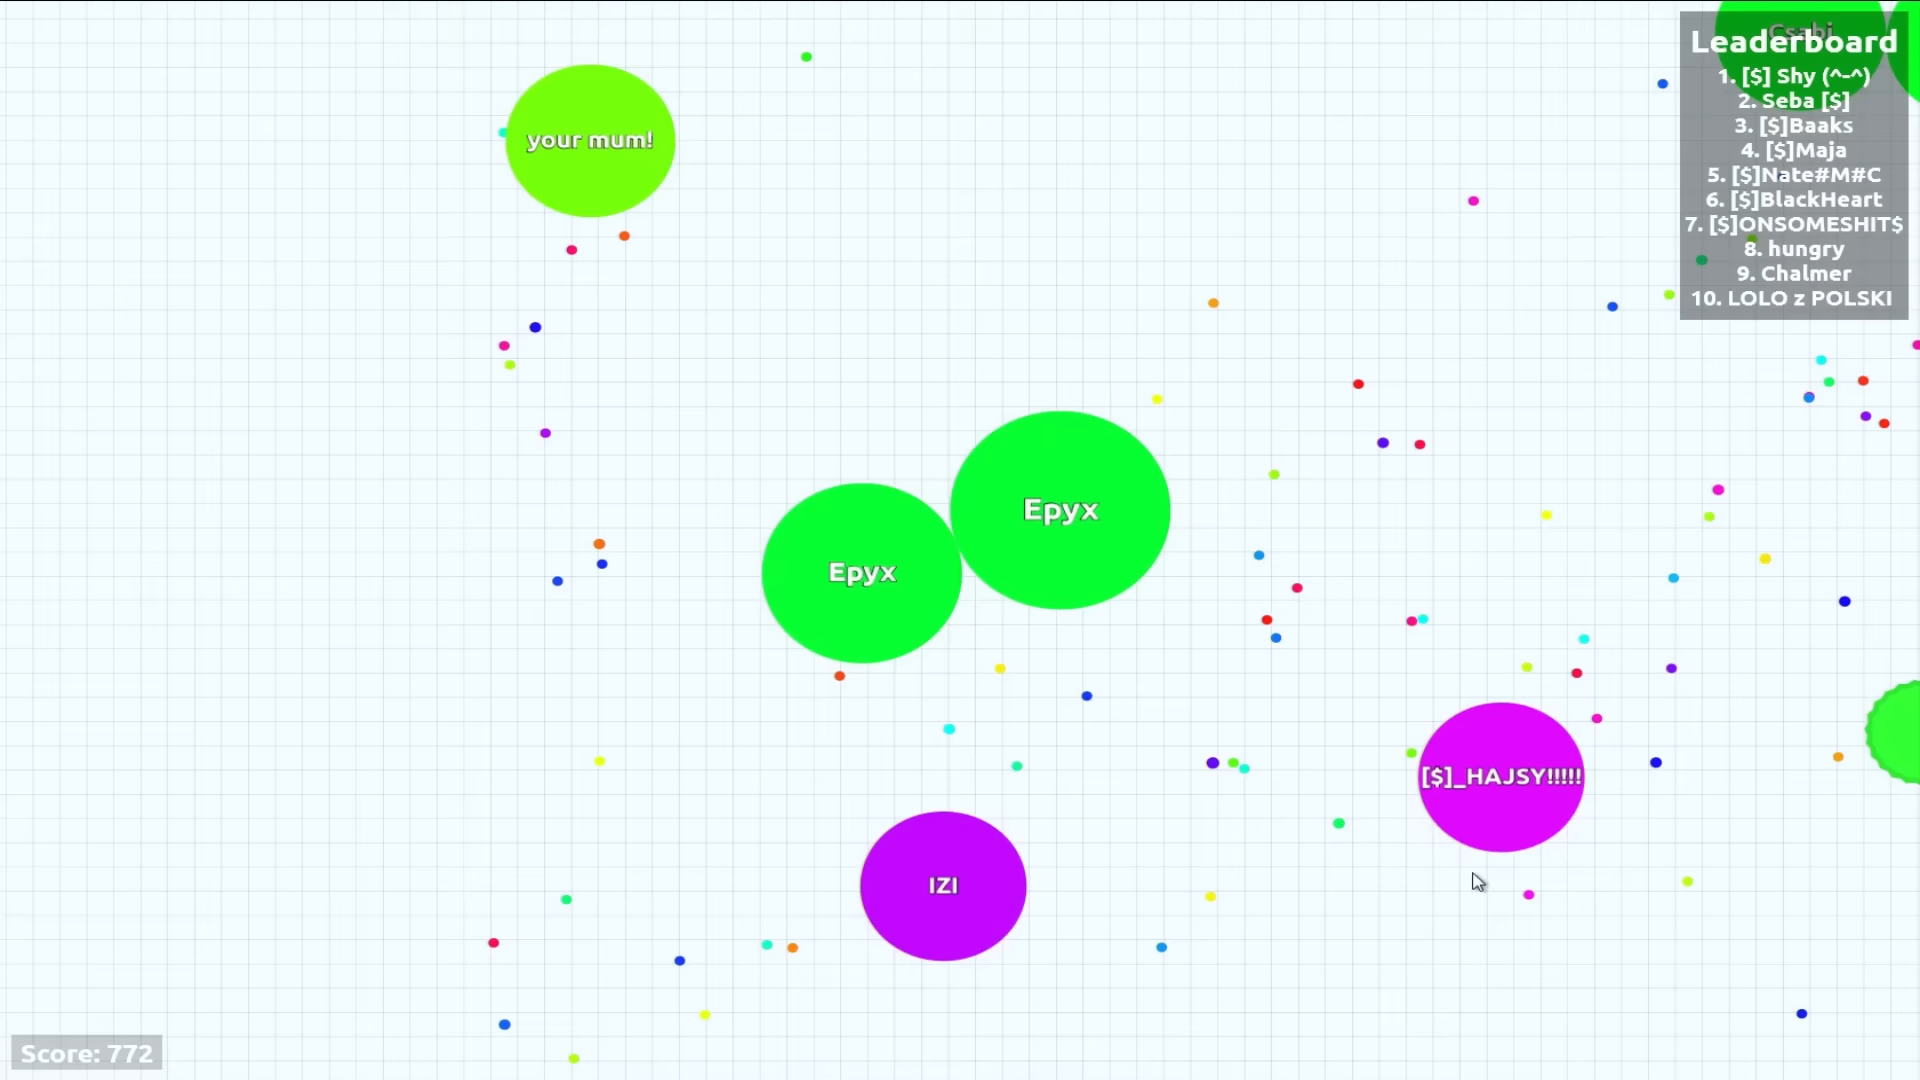 Csabi
Leaderboard
1. [$] Shy (^-^)
2. Seba [$]
3. [$]Baaks
4. [$]Maja
5. [$]Nate#M#C
6. [$]BlackHeart
7. [$]ONSOMESHIT$
8. hungry
9. Chalmer
10. LOLO z POLSKI
your mum!
Epyx
Epyx
[$]_HAJSY!!!!!
IZI
Score: 772